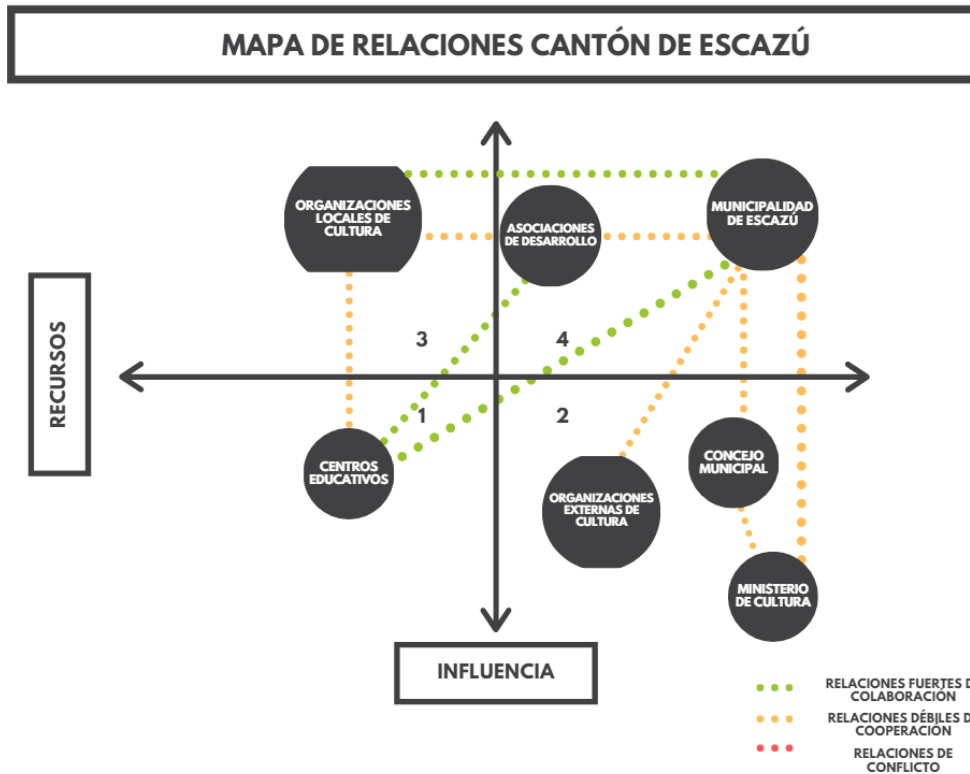 MAPA DE RELACIONES CANTÓN DE ESCAZÚ
ORGANIZACIONES
LOCALES DE
CULTURA
ASOCIACIONES
DE DESARROLLO
MUNICIPALIDAD
DE ESCAZÚ
RECURSOS
3
4
1
2
CENTROS
EDUCATIVOS
ORGANIZACIONES
EXTERNAS DE
CULTURA
CONCEJO
MUNICIPAL
MINISTERIO
DE CULTURA
INFLUENCIA
RELACIONES FUERTES D
COLABORACIÓN
RELACIONES DÉBILES D
COOPERACIÓN
RELACIONES DE
CONFLICTO